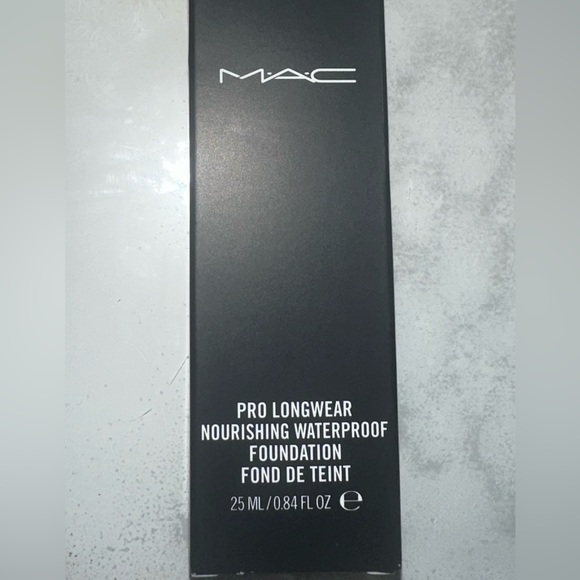 M·A·C
PRO LONGWEAR
NOURISHING WATERPROOF
FOUNDATION
FOND DE TEINT
25 ML / 0.84 FL OZ ℮